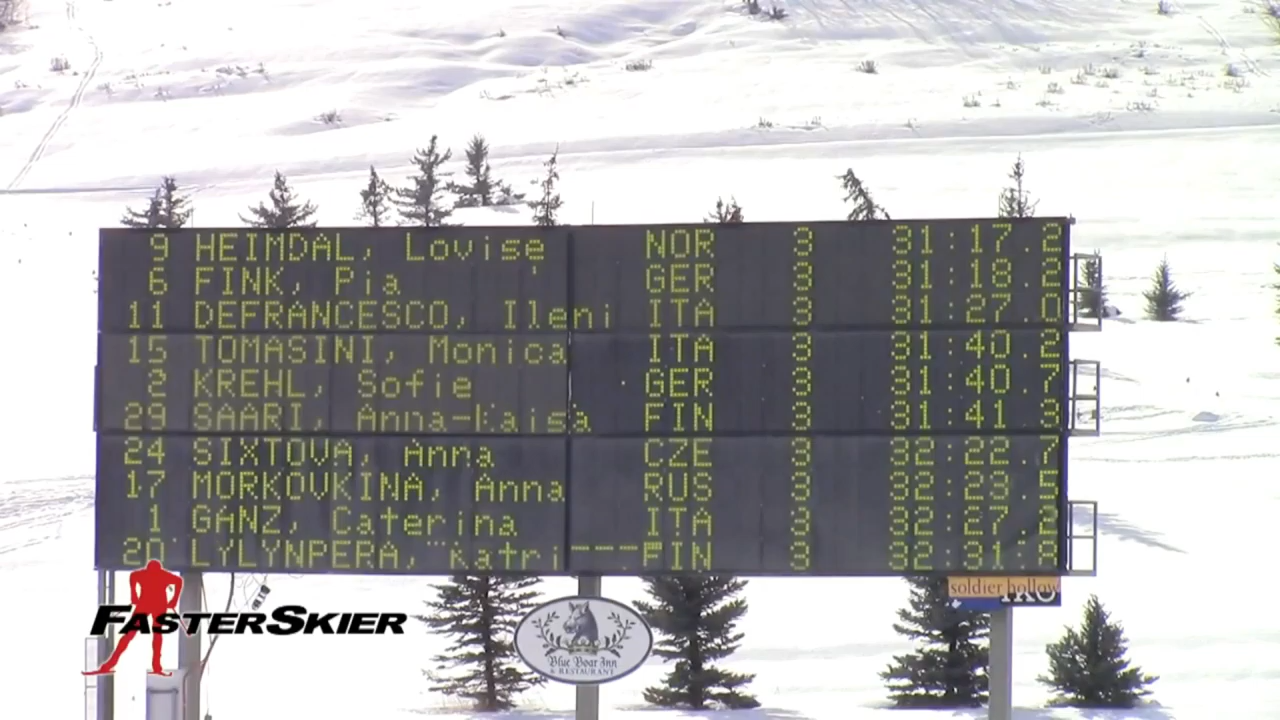 9 HEIMDAL, Lovise NOR 3 31:17.2
6 FINK, Pia GER 3 31:18.2
11 DEFRANCESCO, Ileni ITA 3 31:27.0
15 TOMASINI, Monica ITA 3 31:40.2
2 KREHL, Sofie GER 3 31:40.7
29 SAARI, Anna-Kaisa FIN 3 31:41.3
24 SIXTOVA, Anna CZE 3 32:22.7
17 MORKOVKINA, Anna RUS 3 32:23.5
1 GANZ, Caterina ITA 3 32:27.2
20 LYLYNPERA, Katri FIN 3 32:31.8
soldier hollow
FASTERSKIER
Blue Boar Inn
& RESTAURANT